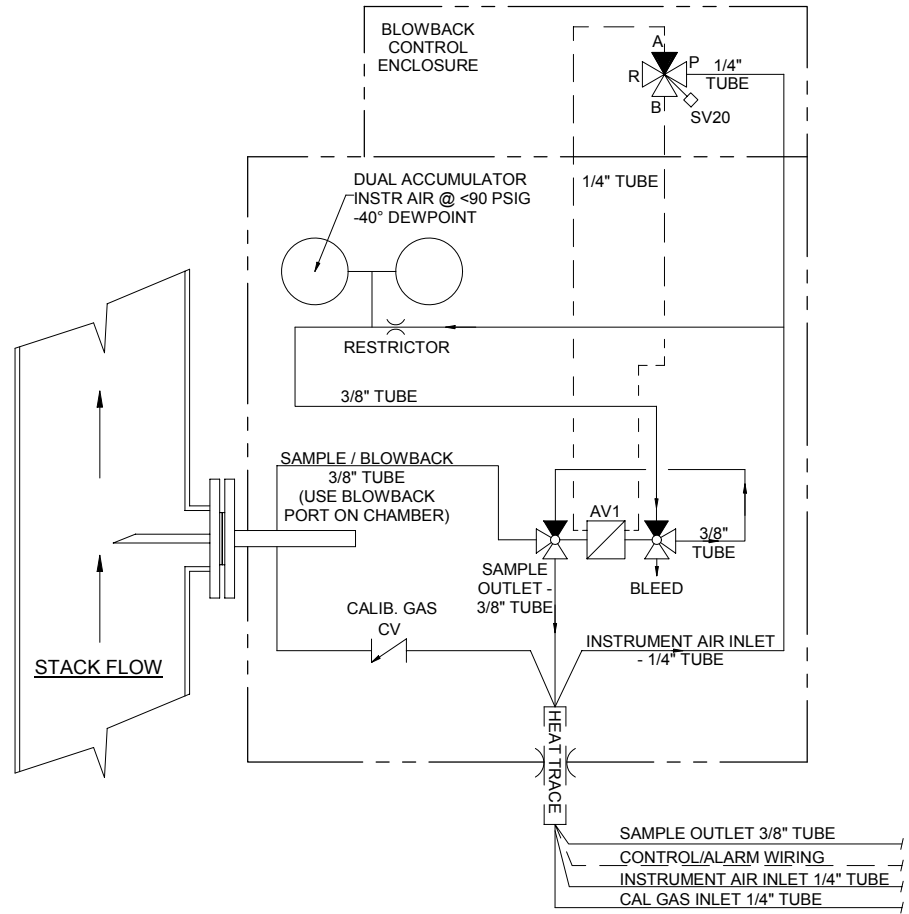 BLOWBACK
CONTROL
ENCLOSURE
A
R
P
B
SV20
1/4"
TUBE
1/4" TUBE
DUAL ACCUMULATOR
INSTR AIR @ <90 PSIG
-40° DEWPOINT
RESTRICTOR
3/8" TUBE
SAMPLE / BLOWBACK
3/8" TUBE
(USE BLOWBACK
PORT ON CHAMBER)
AV1
3/8"
TUBE
SAMPLE
OUTLET -
3/8" TUBE
BLEED
CALIB. GAS
CV
INSTRUMENT AIR INLET
- 1/4" TUBE
STACK FLOW
HEAT TRACE
SAMPLE OUTLET 3/8" TUBE
CONTROL/ALARM WIRING
INSTRUMENT AIR INLET 1/4" TUBE
CAL GAS INLET 1/4" TUBE